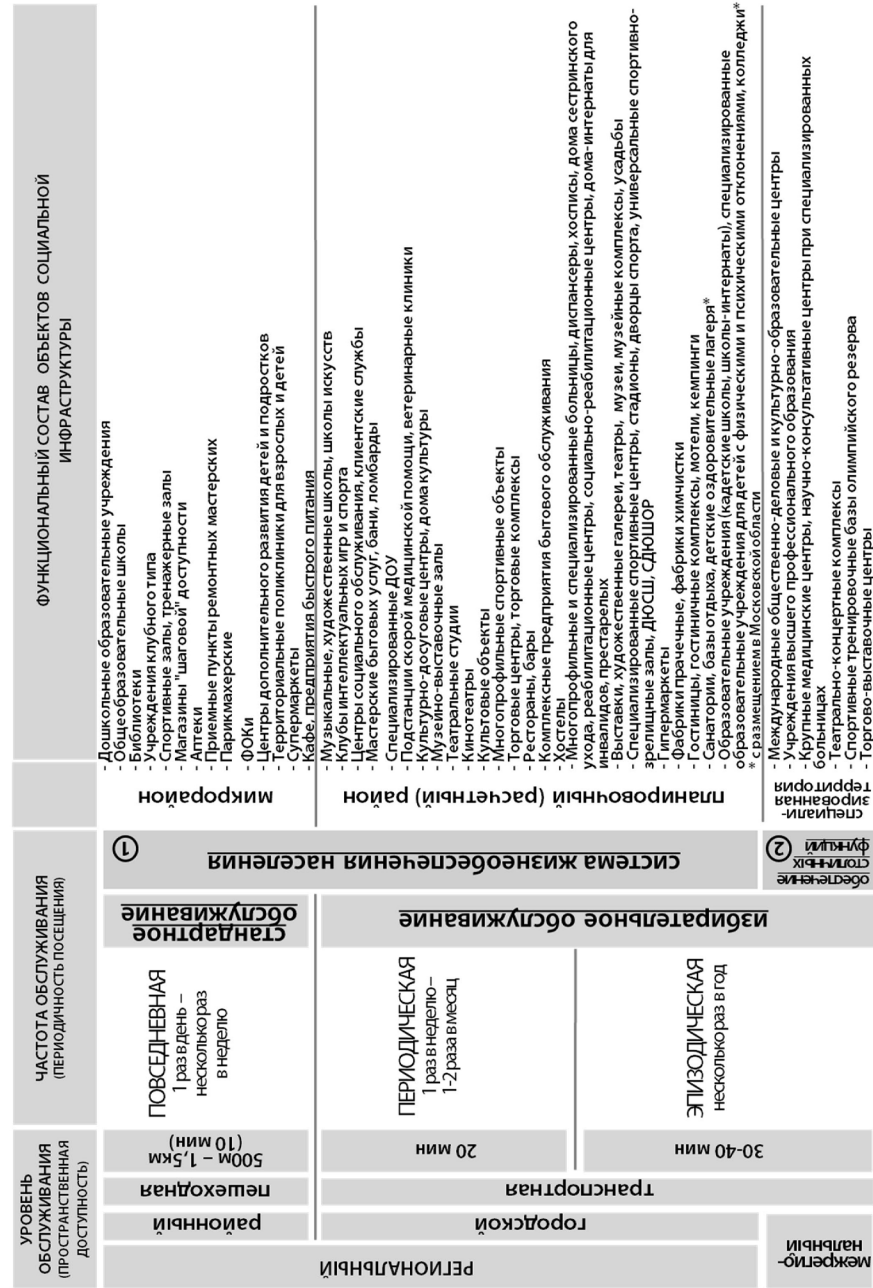 УРОВЕНЬ
ОБСЛУЖИВАНИЯ
(ПРОСТРАНСТВЕННАЯ
ДОСТУПНОСТЬ)
ЧАСТОТА ОБСЛУЖИВАНИЯ
(ПЕРИОДИЧНОСТЬ ПОСЕЩЕНИЯ)
ФУНКЦИОНАЛЬНЫЙ СОСТАВ ОБЪЕКТОВ СОЦИАЛЬНОЙ
ИНФРАСТРУКТУРЫ
РЕГИОНАЛЬНЫЙ
районный
пешеходная
500м – 1,5км
(10 мин)
ПОВСЕДНЕВНАЯ
1 раз в день –
несколько раз
в неделю
стандартное
обслуживание
1
система жизнеобеспечения населения
микрорайон
- Дошкольные образовательные учреждения
- Общеобразовательные школы
- Библиотеки
- Учреждения клубного типа
- Спортивные залы, тренажерные залы
- Магазины "шаговой" доступности
- Аптеки
- Приемные пункты ремонтных мастерских
- Парикмахерские
- ФОКи
- Центры дополнительного развития детей и подростков
- Территориальные поликлиники для взрослых и детей
- Супермаркеты
- Кафе, предприятия быстрого питания
городской
транспортная
20 мин
ПЕРИОДИЧЕСКАЯ
1 раз в неделю –
1-2 раза в месяц
избирательное обслуживание
планировочный (расчетный) район
- Музыкальные, художественные школы, школы искусств
- Клубы интеллектуальных игр и спорта
- Центры социального обслуживания, клиентские службы
- Мастерские бытовых услуг, бани, ломбарды
- Специализированные ДОУ
- Подстанции скорой медицинской помощи, ветеринарные клиники
- Культурно-досуговые центры, дома культуры
- Музейно-выставочные залы
- Театральные студии
- Кинотеатры
- Культовые объекты
- Многопрофильные спортивные объекты
- Торговые центры, торговые комплексы
- Рестораны, бары
- Комплексные предприятия бытового обслуживания
- Хостелы
30-40 мин
ЭПИЗОДИЧЕСКАЯ
несколько раз в год
- Многопрофильные и специализированные больницы, диспансеры, хосписы, дома сестринского
ухода, реабилитационные центры, социально-реабилитационные центры, дома-интернаты для
инвалидов, престарелых
- Выставки, художественные галереи, театры, музеи, музейные комплексы, усадьбы
- Специализированные спортивные центры, стадионы, дворцы спорта, универсальные спортивно-
зрелищные залы, ДЮСШ, СДЮШОР
- Гипермаркеты
- Фабрики прачечные, фабрики химчистки
- Гостиницы, гостиничные комплексы, мотели, кемпинги
- Санатории, базы отдыха, детские оздоровительные лагеря*
- Образовательные учреждения (кадетские школы, школы-интернаты), специализированные
образовательные учреждения для детей с физическими и психическими отклонениями, колледжи*
* с размещением в Московской области
межрегио-
нальный
обеспечение
столичных
функций
2
специали-
зированная
территория
- Международные общественно-деловые и культурно-образовательные центры
- Учреждения высшего профессионального образования
- Крупные медицинские центры, научно-консультативные центры при специализированных
больницах
- Театрально-концертные комплексы
- Спортивные тренировочные базы олимпийского резерва
- Торгово-выставочные центры